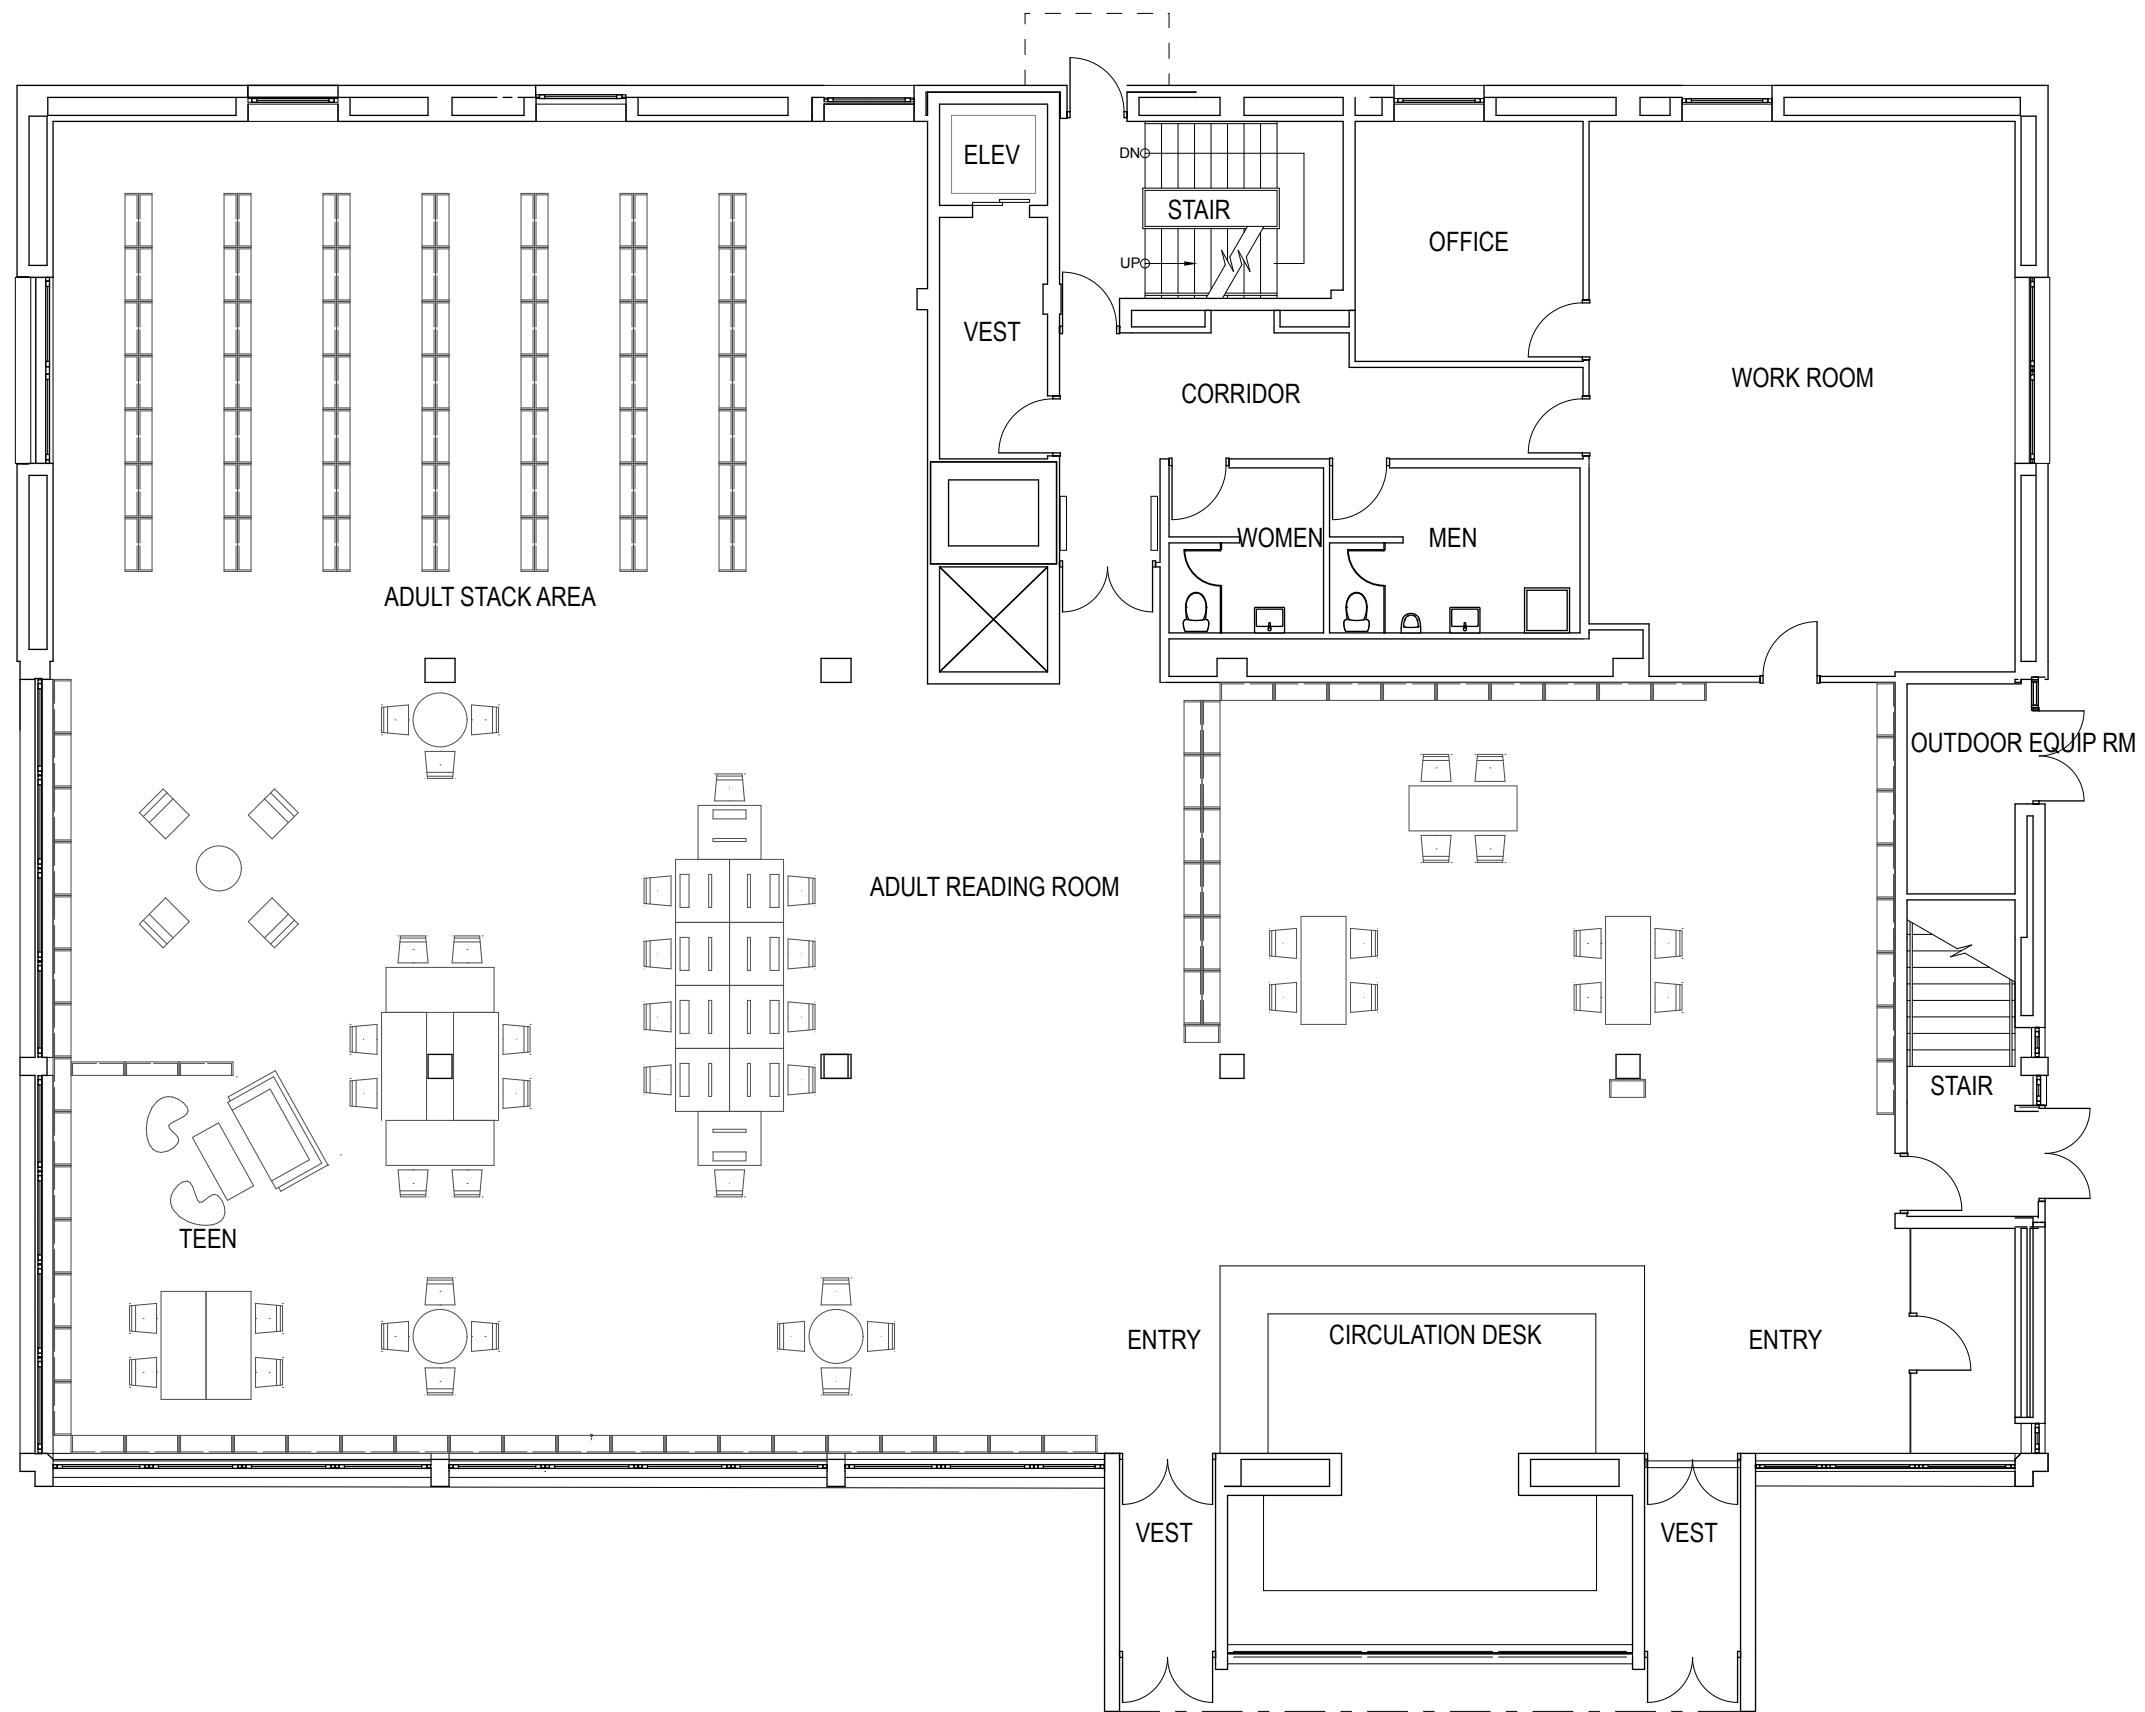 ELEV
DN
STAIR
OFFICE
UP
VEST
WORK ROOM
CORRIDOR
WOMEN
MEN
ADULT STACK AREA
OUTDOOR EQUIP RM
ADULT READING ROOM
STAIR
TEEN
ENTRY
CIRCULATION DESK
ENTRY
VEST
VEST